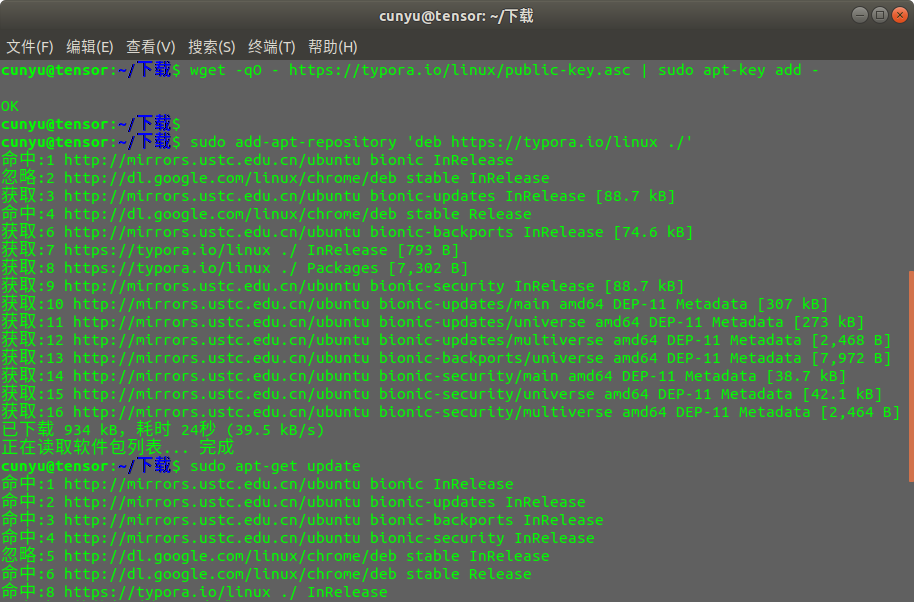 cunyu@tensor: ~/下载
文件(F) 编辑(E) 查看(V) 搜索(S) 终端(T) 帮助(H)
cunyu@tensor:~/下载$ wget -qO - https://typora.io/linux/public-key.asc | sudo apt-key add -
OK
cunyu@tensor:~/下载$
cunyu@tensor:~/下载$ sudo add-apt-repository 'deb https://typora.io/linux ./'
命中:1 http://mirrors.ustc.edu.cn/ubuntu bionic InRelease
忽略:2 http://dl.google.com/linux/chrome/deb stable InRelease
获取:3 http://mirrors.ustc.edu.cn/ubuntu bionic-updates InRelease [88.7 kB]
命中:4 http://dl.google.com/linux/chrome/deb stable Release
获取:6 http://mirrors.ustc.edu.cn/ubuntu bionic-backports InRelease [74.6 kB]
获取:7 https://typora.io/linux ./ InRelease [793 B]
获取:8 https://typora.io/linux ./ Packages [7,302 B]
获取:9 http://mirrors.ustc.edu.cn/ubuntu bionic-security InRelease [88.7 kB]
获取:10 http://mirrors.ustc.edu.cn/ubuntu bionic-updates/main amd64 DEP-11 Metadata [307 kB]
获取:11 http://mirrors.ustc.edu.cn/ubuntu bionic-updates/universe amd64 DEP-11 Metadata [273 kB]
获取:12 http://mirrors.ustc.edu.cn/ubuntu bionic-updates/multiverse amd64 DEP-11 Metadata [2,468 B]
获取:13 http://mirrors.ustc.edu.cn/ubuntu bionic-backports/universe amd64 DEP-11 Metadata [7,972 B]
获取:14 http://mirrors.ustc.edu.cn/ubuntu bionic-security/main amd64 DEP-11 Metadata [38.7 kB]
获取:15 http://mirrors.ustc.edu.cn/ubuntu bionic-security/universe amd64 DEP-11 Metadata [42.1 kB]
获取:16 http://mirrors.ustc.edu.cn/ubuntu bionic-security/multiverse amd64 DEP-11 Metadata [2,464 B]
已下载 934 kB，耗时 24秒 (39.5 kB/s)
正在读取软件包列表... 完成
cunyu@tensor:~/下载$ sudo apt-get update
命中:1 http://mirrors.ustc.edu.cn/ubuntu bionic InRelease
命中:2 http://mirrors.ustc.edu.cn/ubuntu bionic-updates InRelease
命中:3 http://mirrors.ustc.edu.cn/ubuntu bionic-backports InRelease
命中:4 http://mirrors.ustc.edu.cn/ubuntu bionic-security InRelease
忽略:5 http://dl.google.com/linux/chrome/deb stable InRelease
命中:6 http://dl.google.com/linux/chrome/deb stable Release
命中:8 https://typora.io/linux ./ InRelease